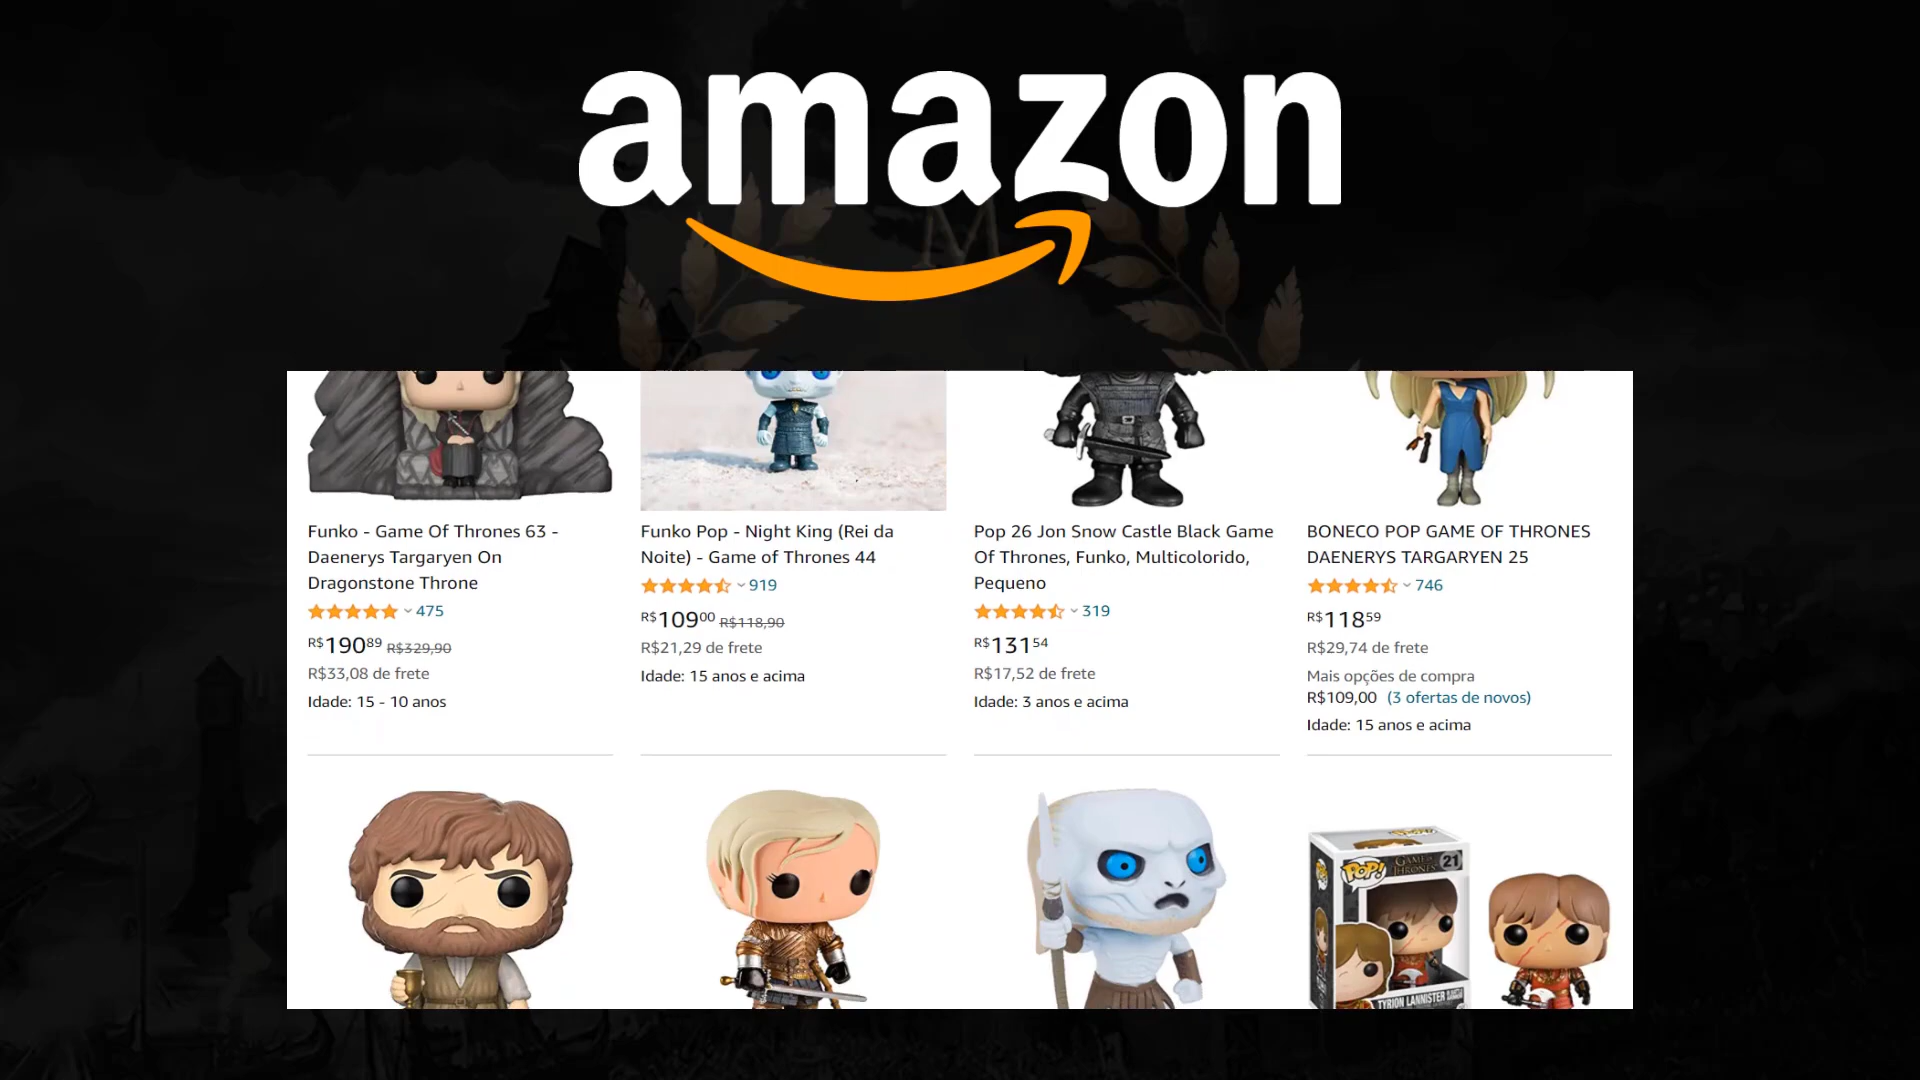 amazon
Funko - Game Of Thrones 63 -
Daenerys Targaryen On
Dragonstone Throne
475
R$19089 R$329,90
R$33,08 de frete
Idade: 15 - 10 anos
Funko Pop - Night King (Rei da
Noite) - Game of Thrones 44
919
R$10900 R$118,90
R$21,29 de frete
Idade: 15 anos e acima
Pop 26 Jon Snow Castle Black Game
Of Thrones, Funko, Multicolorido,
Pequeno
319
R$13154
R$17,52 de frete
Idade: 3 anos e acima
BONECO POP GAME OF THRONES
DAENERYS TARGARYEN 25
746
R$11859
R$29,74 de frete
Mais opções de compra
R$109,00 (3 ofertas de novos)
Idade: 15 anos e acima
POP!
GAME OF
THRONES
21
TYRION LANNISTER